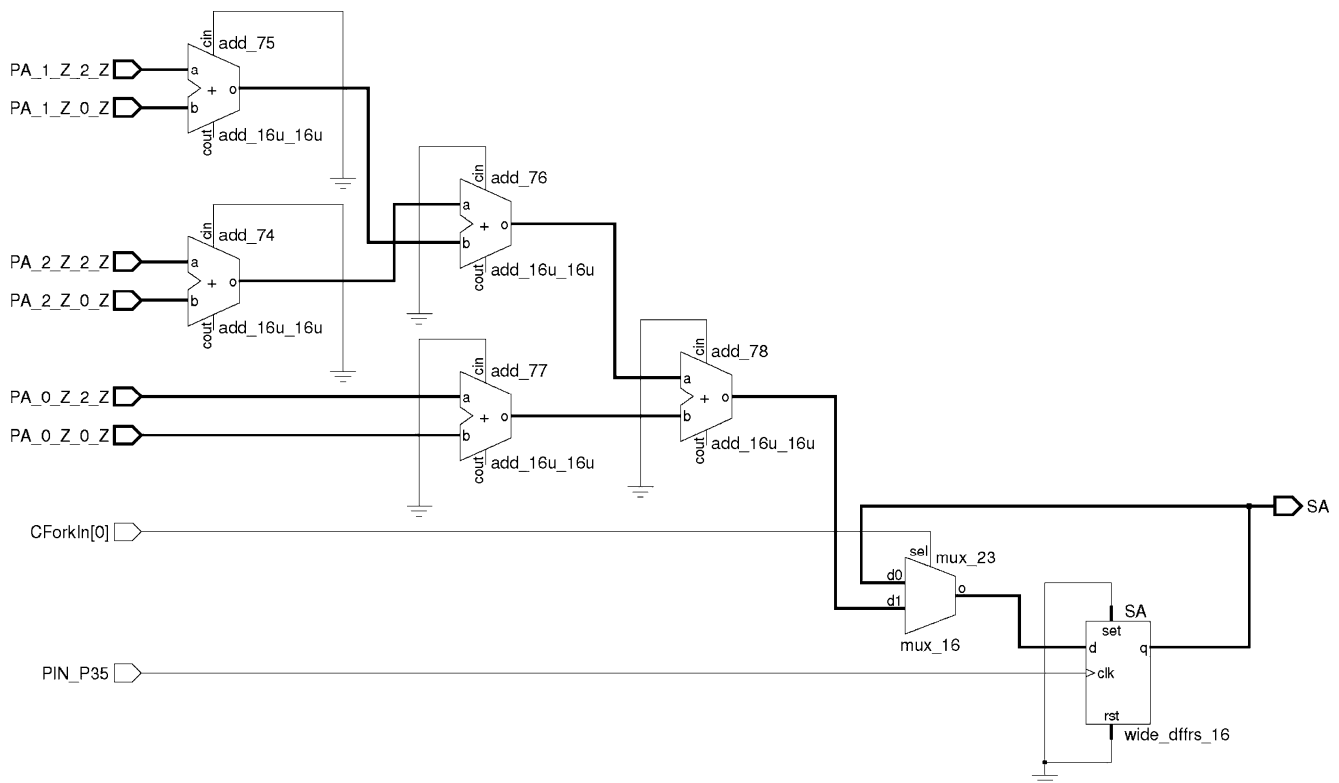 cin
add_75
PA_1_Z_2_Z
a
+
o
PA_1_Z_0_Z
b
cout
add_16u_16u
cin
add_76
a
+
o
b
cout
add_16u_16u
cin
add_74
PA_2_Z_2_Z
a
+
o
PA_2_Z_0_Z
b
cout
add_16u_16u
cin
add_77
PA_0_Z_2_Z
a
+
o
PA_0_Z_0_Z
b
cout
add_16u_16u
cin
add_78
a
+
o
b
cout
add_16u_16u
SA
CForkIn[0]
sel
mux_23
d0
o
d1
mux_16
SA
set
d
q
PIN_P35
clk
rst
wide_dffrs_16